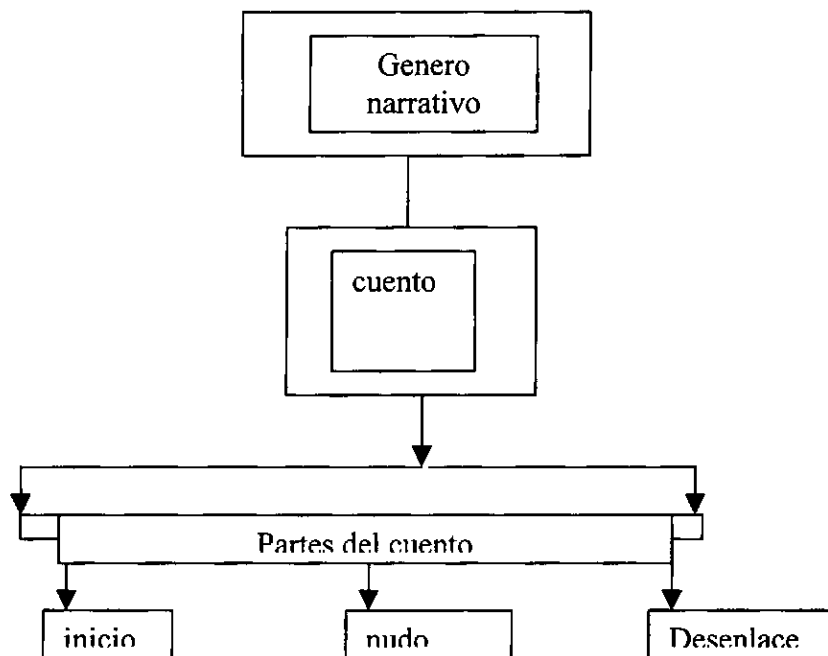 Genero
narrativo
cuento
Partes del cuento
inicio
nudo
Desenlace